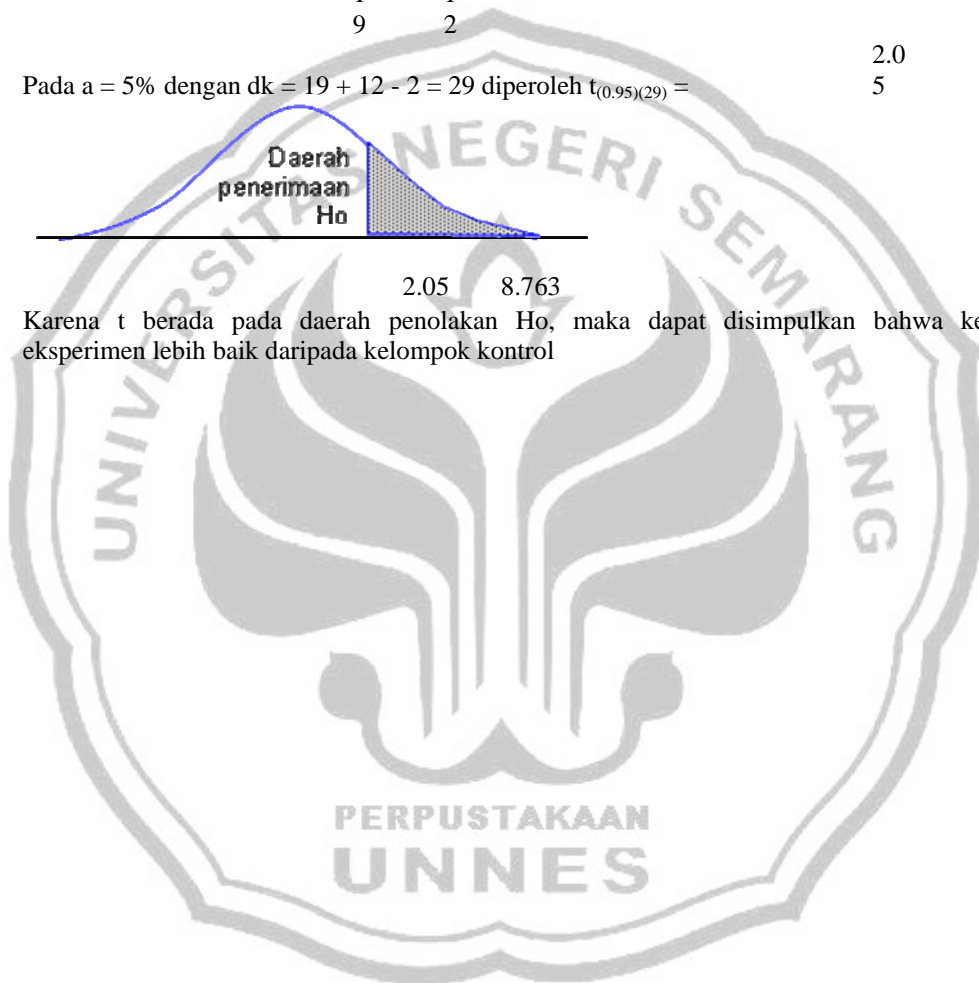 9 2
2.0
Pada a = 5% dengan dk = 19 + 12 - 2 = 29 diperoleh t(0.95)(29) = 5
Daerah
penerimaan
Ho
2.05 8.763
Karena t berada pada daerah penolakan Ho, maka dapat disimpulkan bahwa ke
eksperimen lebih baik daripada kelompok kontrol
UNIVERSITAS NEGERI SEMARANG
PERPUSTAKAAN
UNNES